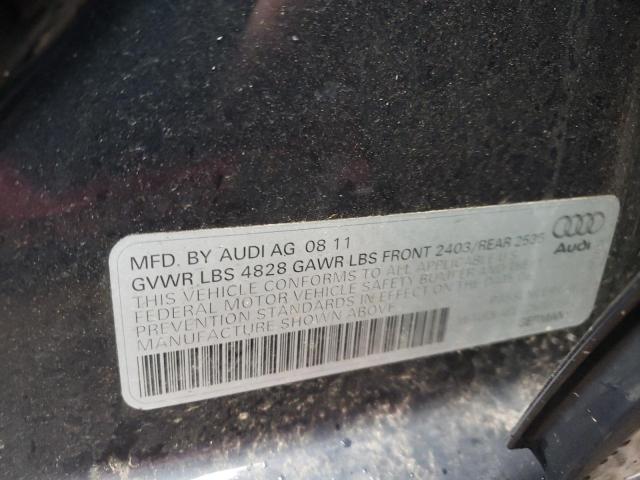 MFD. BY AUDI AG 08 11
GVWR LBS 4828 GAWR LBS FRONT 2403/REAR 2535
THIS VEHICLE CONFORMS TO ALL APPLICABLE
FEDERAL MOTOR VEHICLE SAFETY BUMPER AND THE
PREVENTION STANDARDS IN EFFECT ON THE DATE
MANUFACTURE SHOWN ABOVE
Audi
GERMANY